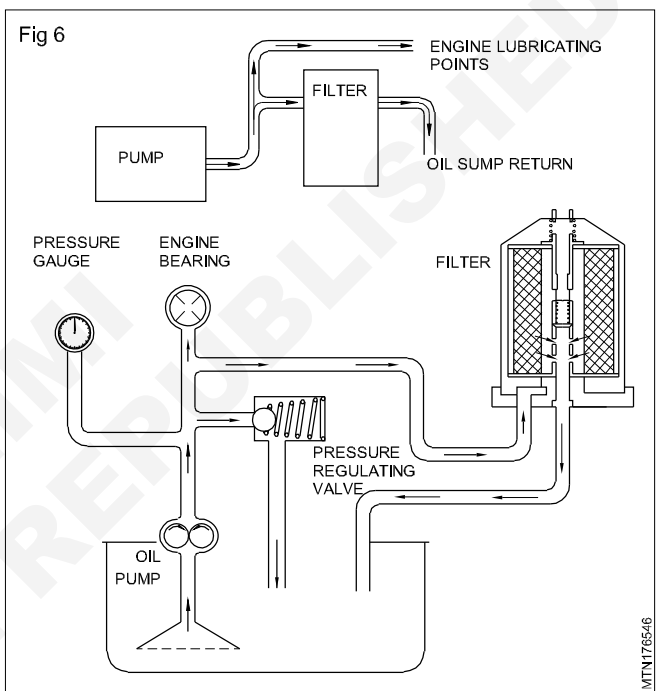 Fig 6
ENGINE LUBRICATING
POINTS
FILTER
PUMP
OIL SUMP RETURN
PRESSURE
GAUGE
ENGINE
BEARING
FILTER
PRESSURE
REGULATING
VALVE
OIL
PUMP
MTN176546
REPUBLISHED